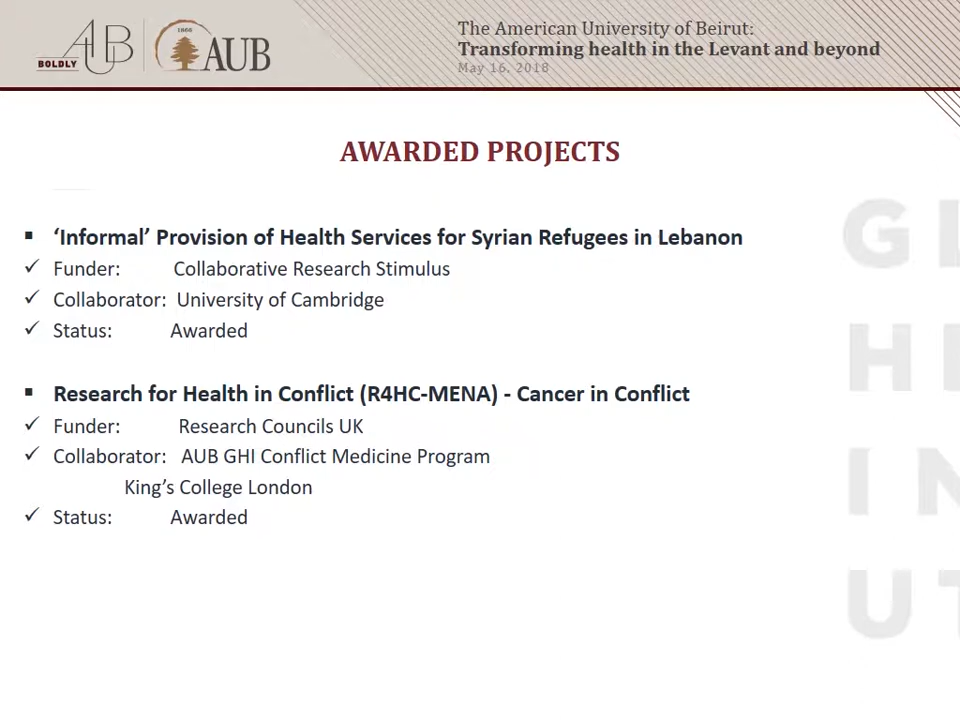 AUB
BOLDLY
1866
AUB
The American University of Beirut:
Transforming health in the Levant and beyond
May 16, 2018
AWARDED PROJECTS
▪ ‘Informal’ Provision of Health Services for Syrian Refugees in Lebanon
✓ Funder: Collaborative Research Stimulus
✓ Collaborator: University of Cambridge
✓ Status: Awarded
▪ Research for Health in Conflict (R4HC-MENA) - Cancer in Conflict
✓ Funder: Research Councils UK
✓ Collaborator: AUB GHI Conflict Medicine Program
King’s College London
✓ Status: Awarded
GL
H
IN
UT